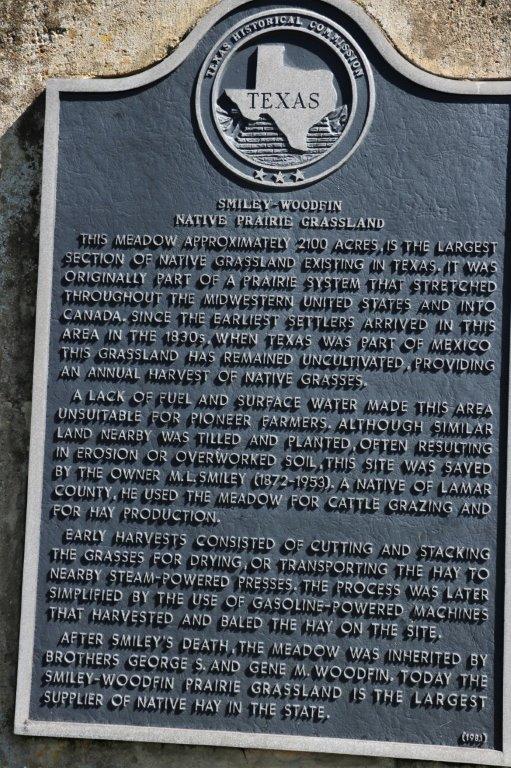 TEXAS HISTORICAL COMMISSION
TEXAS
SMILEY-WOODFIN
NATIVE PRAIRIE GRASSLAND
THIS MEADOW APPROXIMATELY 2100 ACRES, IS THE LARGEST
SECTION OF NATIVE GRASSLAND EXISTING IN TEXAS. IT WAS
ORIGINALLY PART OF A PRAIRIE SYSTEM THAT STRETCHED
THROUGHOUT THE MIDWESTERN UNITED STATES AND INTO
CANADA. SINCE THE EARLIEST SETTLERS ARRIVED IN THIS
AREA IN THE 1830s, WHEN TEXAS WAS PART OF MEXICO
THIS GRASSLAND HAS REMAINED UNCULTIVATED, PROVIDING
AN ANNUAL HARVEST OF NATIVE GRASSES.
A LACK OF FUEL AND SURFACE WATER MADE THIS AREA
UNSUITABLE FOR PIONEER FARMERS. ALTHOUGH SIMILAR
LAND NEARBY WAS TILLED AND PLANTED, OFTEN RESULTING
IN EROSION OR OVERWORKED SOIL, THIS SITE WAS SAVED
BY THE OWNER M.L. SMILEY (1872-1953). A NATIVE OF LAMAR
COUNTY, HE USED THE MEADOW FOR CATTLE GRAZING AND
FOR HAY PRODUCTION.
EARLY HARVESTS CONSISTED OF CUTTING AND STACKING
THE GRASSES FOR DRYING, OR TRANSPORTING THE HAY TO
NEARBY STEAM-POWERED PRESSES. THE PROCESS WAS LATER
SIMPLIFIED BY THE USE OF GASOLINE-POWERED MACHINES
THAT HARVESTED AND BALED THE HAY ON THE SITE.
AFTER SMILEY'S DEATH, THE MEADOW WAS INHERITED BY
BROTHERS GEORGE S. AND GENE M. WOODFIN. TODAY THE
SMILEY-WOODFIN PRAIRIE GRASSLAND IS THE LARGEST
SUPPLIER OF NATIVE HAY IN THE STATE.
(1983)